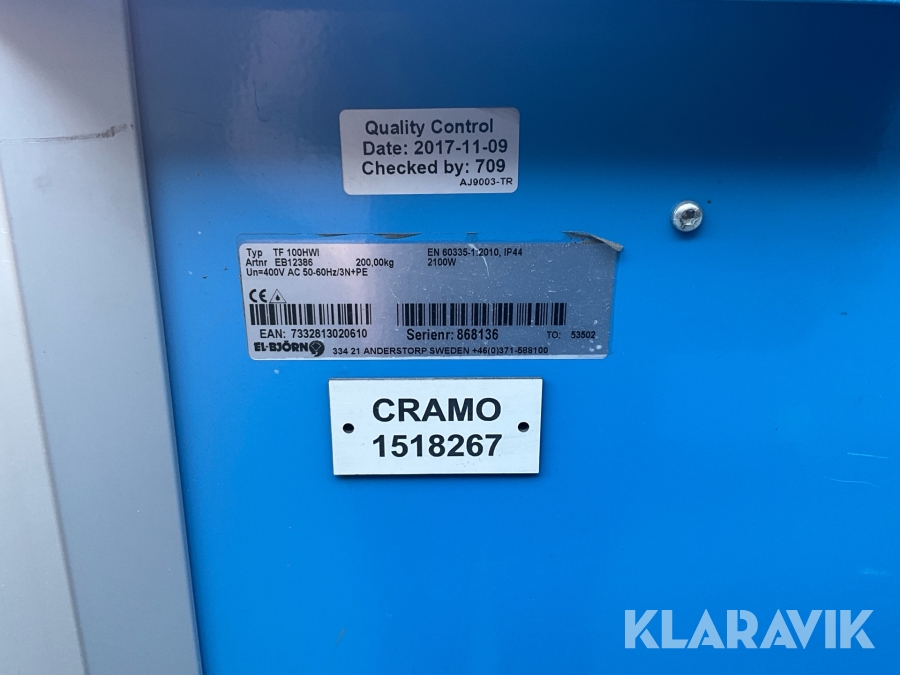 Quality Control
Date: 2017-11-09
Checked by: 709
AJ9003-TR
Typ TF 100HWI EN 60335-1:2010, IP44
Artnr EB12386 200,00kg 2100W
Un=400V AC 50-60Hz/3N+PE
CE
EAN: 7332813020610 Serienr: 868136 TO: 53502
EL-BJÖRN 334 21 ANDERSTORP SWEDEN +46(0)371-588100
CRAMO
1518267
KLARAVIK